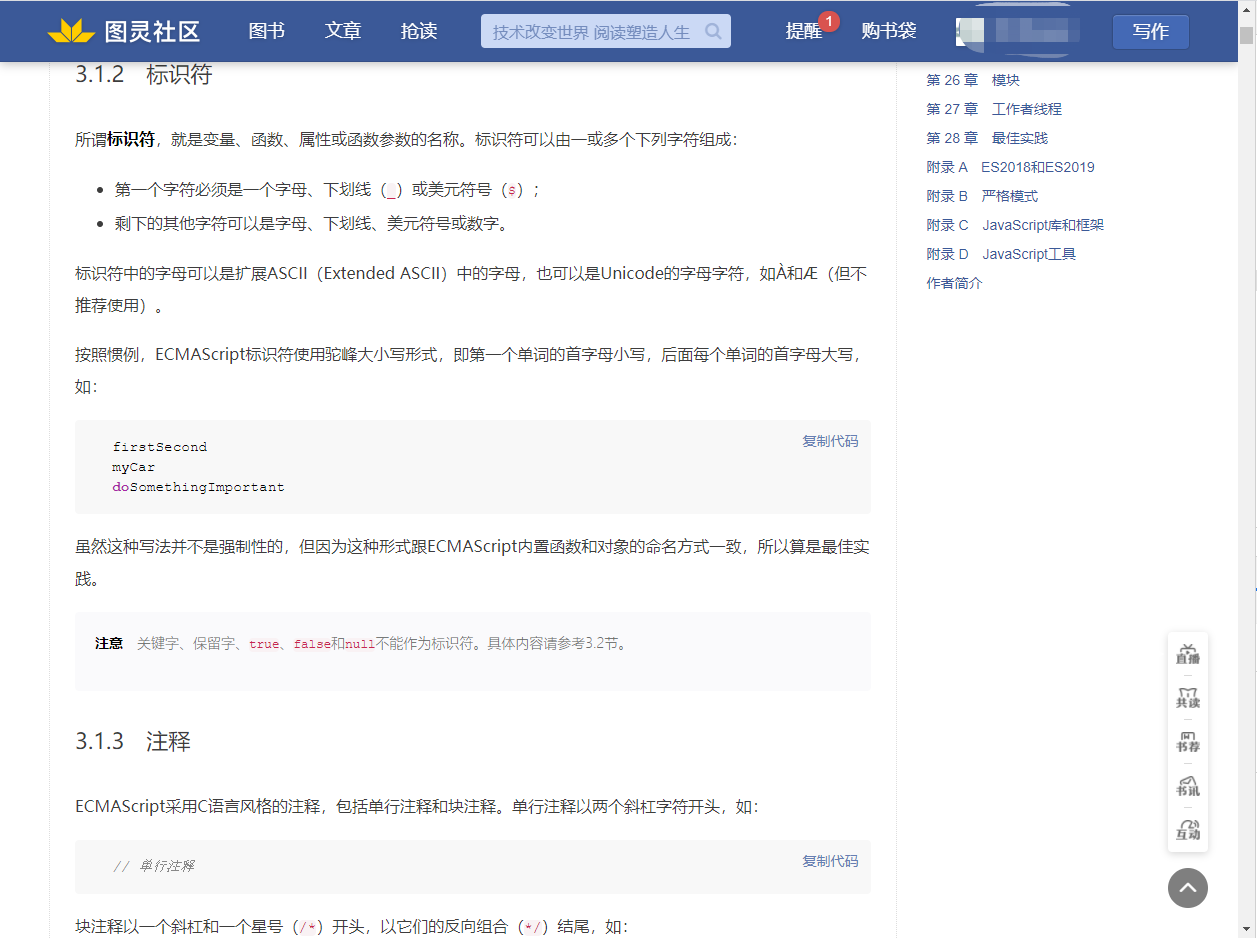 图灵社区 图书 文章 抢读 技术改变世界 阅读塑造人生 提醒 1 购书袋 写作
3.1.2 标识符
所谓标识符，就是变量、函数、属性或函数参数的名称。标识符可以由一或多个下列字符组成：
• 第一个字符必须是一个字母、下划线（_）或美元符号（$）；
• 剩下的其他字符可以是字母、下划线、美元符号或数字。
标识符中的字母可以是扩展ASCII（Extended ASCII）中的字母，也可以是Unicode的字母字符，如À和Æ（但不
推荐使用）。
按照惯例，ECMAScript标识符使用驼峰大小写形式，即第一个单词的首字母小写，后面每个单词的首字母大写，
如：
复制代码
firstSecond
myCar
doSomethingImportant
虽然这种写法并不是强制性的，但因为这种形式跟ECMAScript内置函数和对象的命名方式一致，所以算是最佳实
践。
注意 关键字、保留字、true、false和null不能作为标识符。具体内容请参考3.2节。
3.1.3 注释
ECMAScript采用C语言风格的注释，包括单行注释和块注释。单行注释以两个斜杠字符开头，如：
// 单行注释
复制代码
块注释以一个斜杠和一个星号（/*）开头，以它们的反向组合（*/）结尾，如：
第 26 章 模块
第 27 章 工作者线程
第 28 章 最佳实践
附录 A ES2018和ES2019
附录 B 严格模式
附录 C JavaScript库和框架
附录 D JavaScript工具
作者简介
直播
共读
书荐
书讯
互动